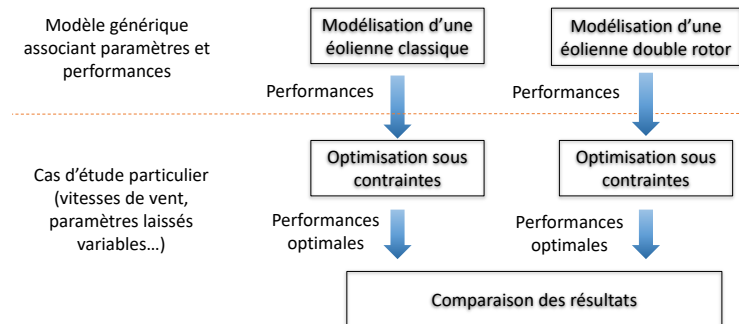 Modèle générique
associant paramètres et
performances
Modélisation d'une
éolienne classique
Modélisation d'une
éolienne double rotor
Performances
Performances
Cas d'étude particulier
(vitesses de vent,
paramètres laissés
variables…)
Optimisation sous
contraintes
Optimisation sous
contraintes
Performances
optimales
Performances
optimales
Comparaison des résultats